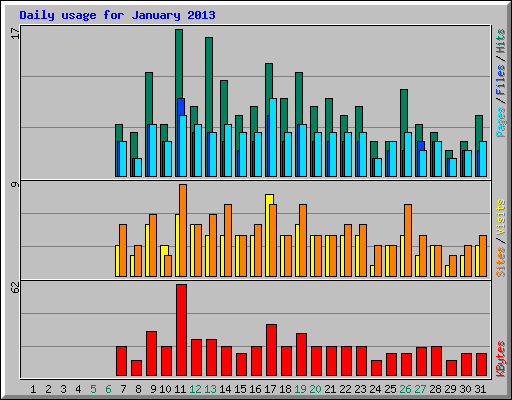 Daily usage for January 2013
17
9
62
Pages / Files / Hits
Sites / Visits
KBytes
1 2 3 4 5 6 7 8 9 10 11 12 13 14 15 16 17 18 19 20 21 22 23 24 25 26 27 28 29 30 31